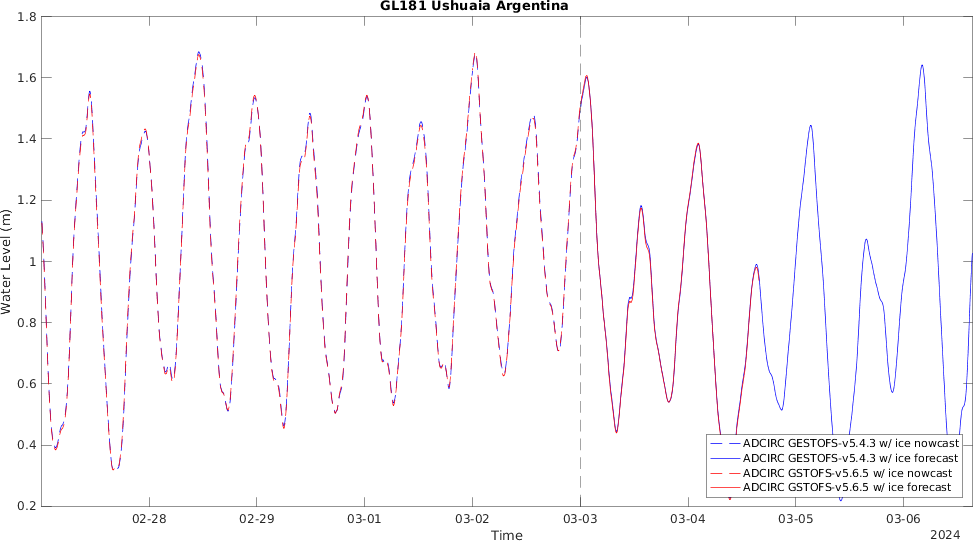 GL181 Ushuaia Argentina
1.8
1.6
1.4
1.2
1
0.8
0.6
0.4
0.2
Water Level (m)
02-28
02-29
03-01
03-02
03-03
03-04
03-05
03-06
Time
2024
ADCIRC GESTOFS-v5.4.3 w/ ice nowcast
ADCIRC GESTOFS-v5.4.3 w/ ice forecast
ADCIRC GSTOFS-v5.6.5 w/ ice nowcast
ADCIRC GSTOFS-v5.6.5 w/ ice forecast